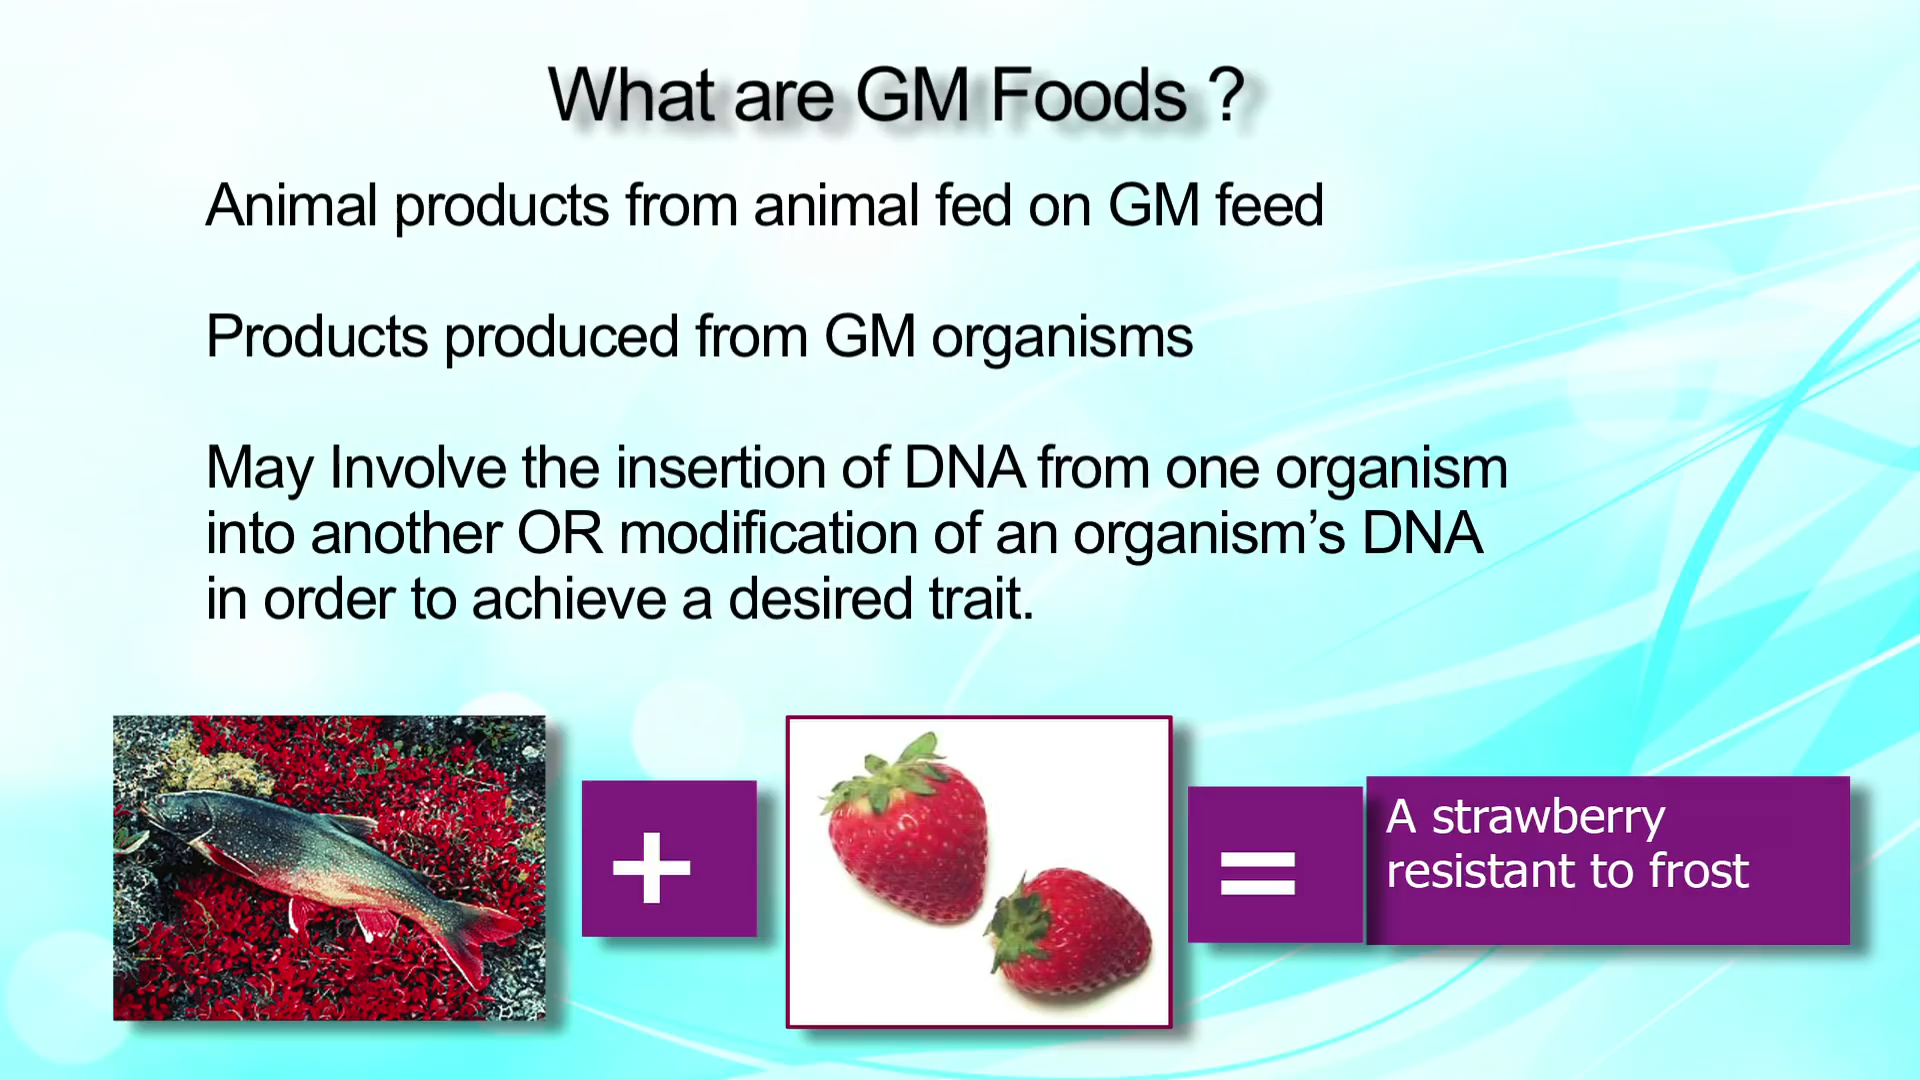 What are GM Foods ?
Animal products from animal fed on GM feed
Products produced from GM organisms
May Involve the insertion of DNA from one organism
into another OR modification of an organism’s DNA
in order to achieve a desired trait.
+
=
A strawberry
resistant to frost